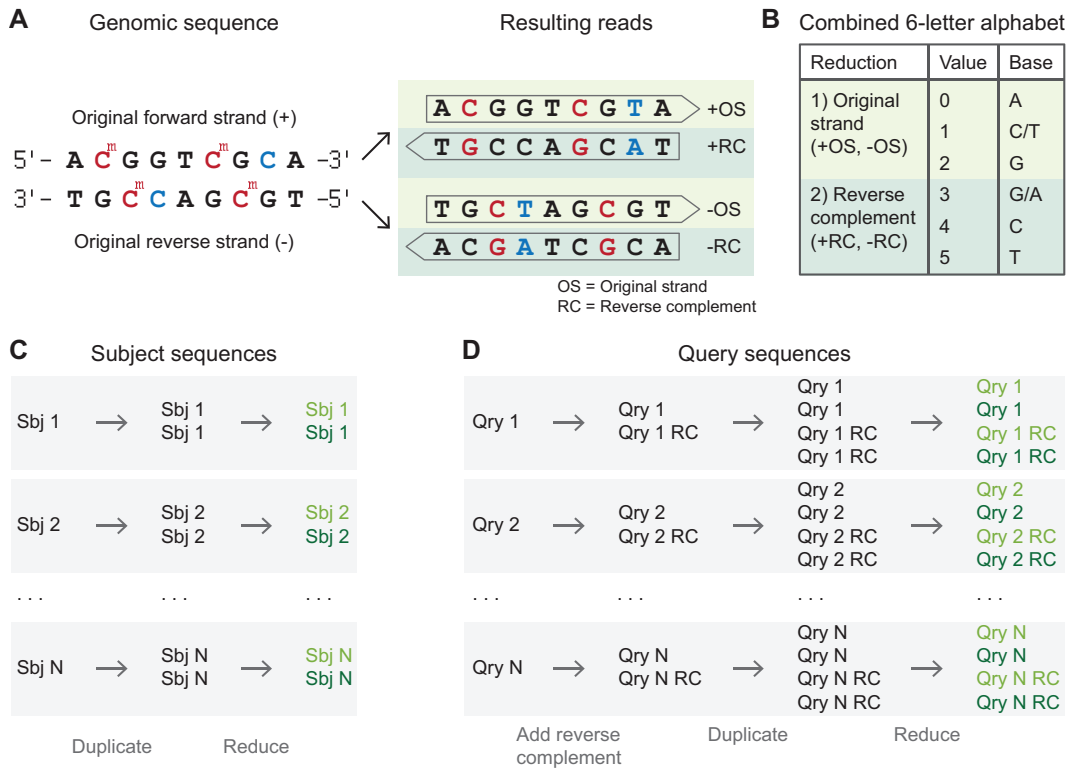 A
Genomic sequence
Resulting reads
Original forward strand (+)
5'- A CᵐG G T CᵐG C A -3'
3'- T G CᵐC A G CᵐG T -5'
Original reverse strand (-)
A C G G T C G T A +OS
T G C C A G C A T +RC
T G C T A G C G T -OS
A C G A T C G C A -RC
OS = Original strand
RC = Reverse complement
B
Combined 6-letter alphabet
Reduction Value Base
1) Original
strand
(+OS, -OS)
0 A
1 C/T
2 G
2) Reverse
complement
(+RC, -RC)
3 G/A
4 C
5 T
C
Subject sequences
Sbj 1
Sbj 1
Sbj 1
Sbj 1
Sbj 1
Sbj 2
Sbj 2
Sbj 2
Sbj 2
Sbj 2
. . . . . . . . .
Sbj N
Sbj N
Sbj N
Sbj N
Sbj N
Duplicate
Reduce
D
Query sequences
Qry 1
Qry 1
Qry 1 RC
Qry 1
Qry 1
Qry 1 RC
Qry 1 RC
Qry 1
Qry 1
Qry 1 RC
Qry 1 RC
Qry 2
Qry 2
Qry 2 RC
Qry 2
Qry 2
Qry 2 RC
Qry 2 RC
Qry 2
Qry 2
Qry 2 RC
Qry 2 RC
. . . . . . . . . . . .
Qry N
Qry N
Qry N RC
Qry N
Qry N
Qry N RC
Qry N RC
Qry N
Qry N
Qry N RC
Qry N RC
Add reverse
complement
Duplicate
Reduce